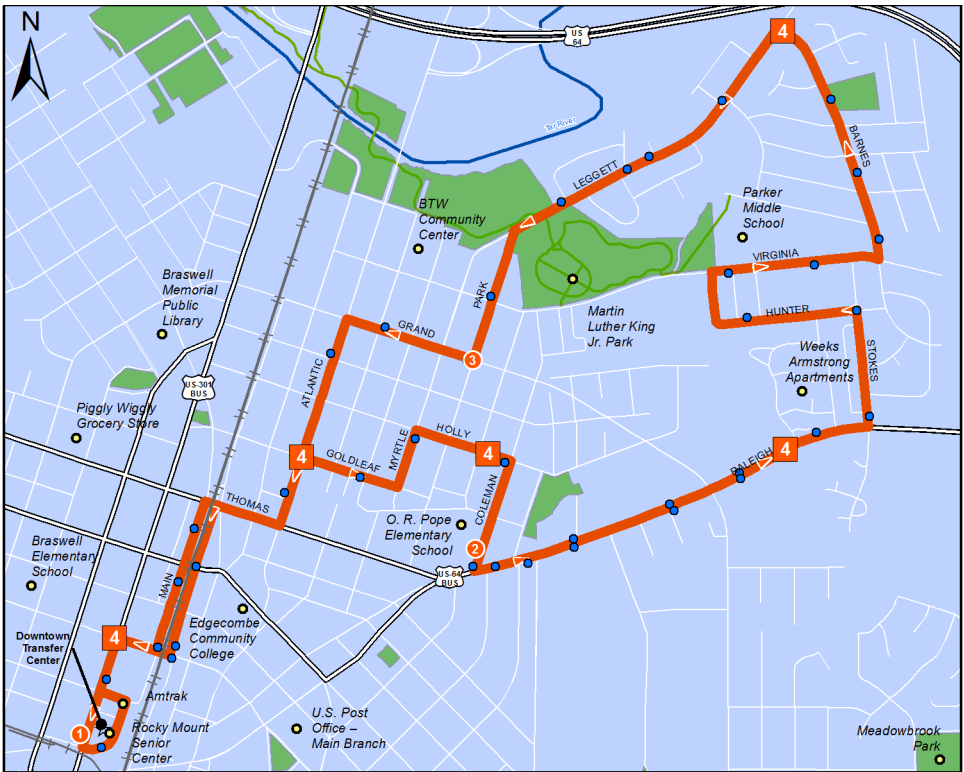 N
US
64
4
Tar River
BARNES
LEGGETT
Parker
Middle
School
BTW
Community
Center
VIRGINIA
Braswell
Memorial
Public
Library
PARK
HUNTER
Martin
Luther King
Jr. Park
GRAND
3
STOKES
Weeks
Armstrong
Apartments
US-301
BUS
ATLANTIC
Piggly Wiggly
Grocery Store
HOLLY
MYRTLE
4
GOLDLEAF
4
4
RALEIGH
THOMAS
COLEMAN
O. R. Pope
Elementary
School
2
US-64
BUS
Braswell
Elementary
School
MAIN
Edgecombe
Community
College
4
Downtown
Transfer
Center
Amtrak
1
Rocky Mount
Senior
Center
U.S. Post
Office –
Main Branch
Meadowbrook
Park